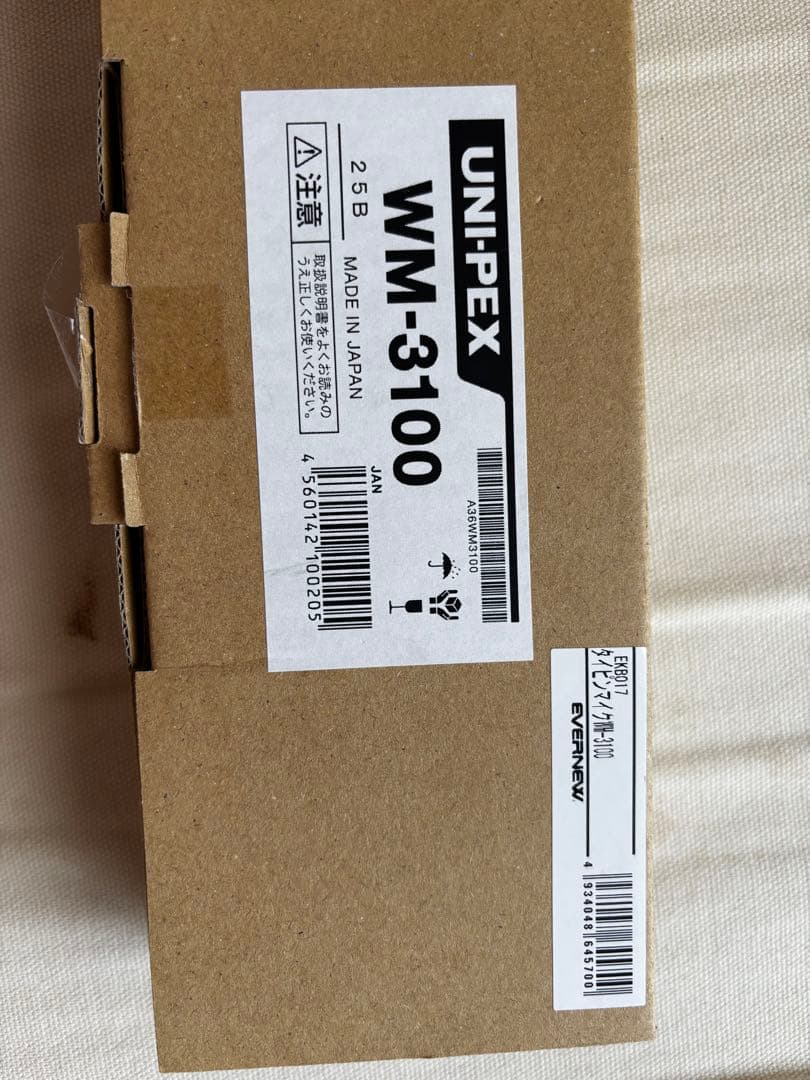 UNI-PEX
A36WM3100
WM-3100
25B
MADE IN JAPAN
JAN
4 560142 100205
注意
取扱説明書をよくお読みの
うえ正しくお使いください。
EKB017
タイピンマイクWM-3100
EVERNEW
4 934048 645700